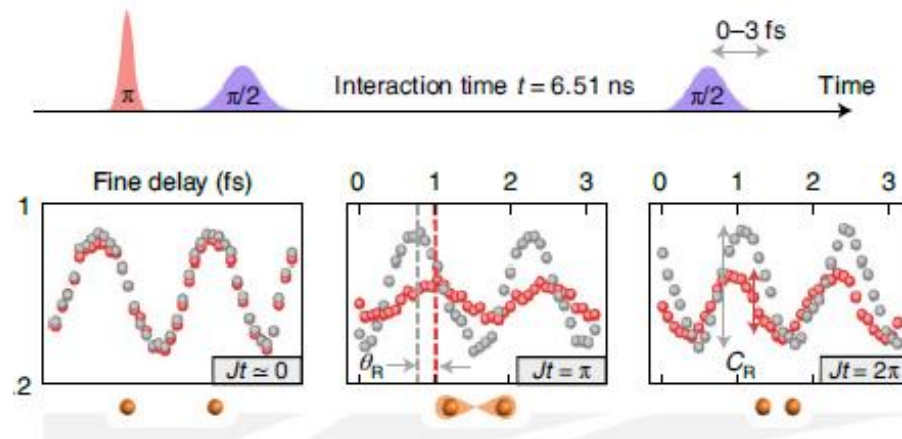 0–3 fs
π
π/2
Interaction time t = 6.51 ns
π/2
Time
Fine delay (fs)
0 1 2 3
0 1 2 3
1
2
Jt ≃ 0
θR
Jt = π
CR
Jt = 2π